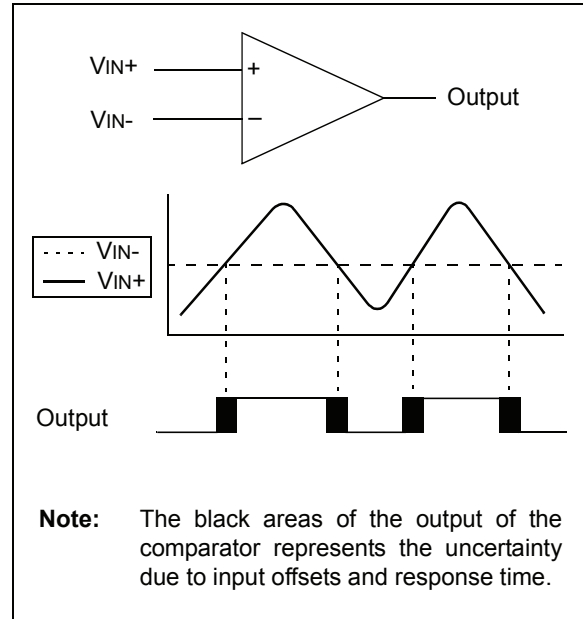 VIN+
+
Output
VIN-
–
VIN-
VIN+
Output
Note: The black areas of the output of the
comparator represents the uncertainty
due to input offsets and response time.